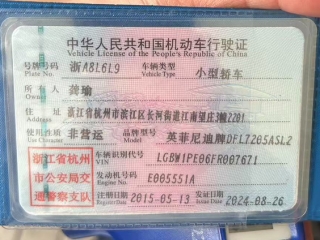 中华人民共和国机动车行驶证
Vehicle License of the People's Republic of China
号牌号码 浙A8L6L9 车辆类型 小型轿车
Plate No. Vehicle Type
所有人 龚瑜
Owner
住址 浙江省杭州市滨江区长河街道江南望庄3幢2201
Address
使用性质 非营运 品牌型号 英菲尼迪牌DFL7205ASL2
Use Character Model
浙江省杭州 车辆识别代号 LGBW1PE06FR007671
VIN
市公安局交 发动机号码 E005551A
Engine No.
通警察支队 注册日期 2015-05-13 发证日期 2024-08-26
Register Date Issue Date